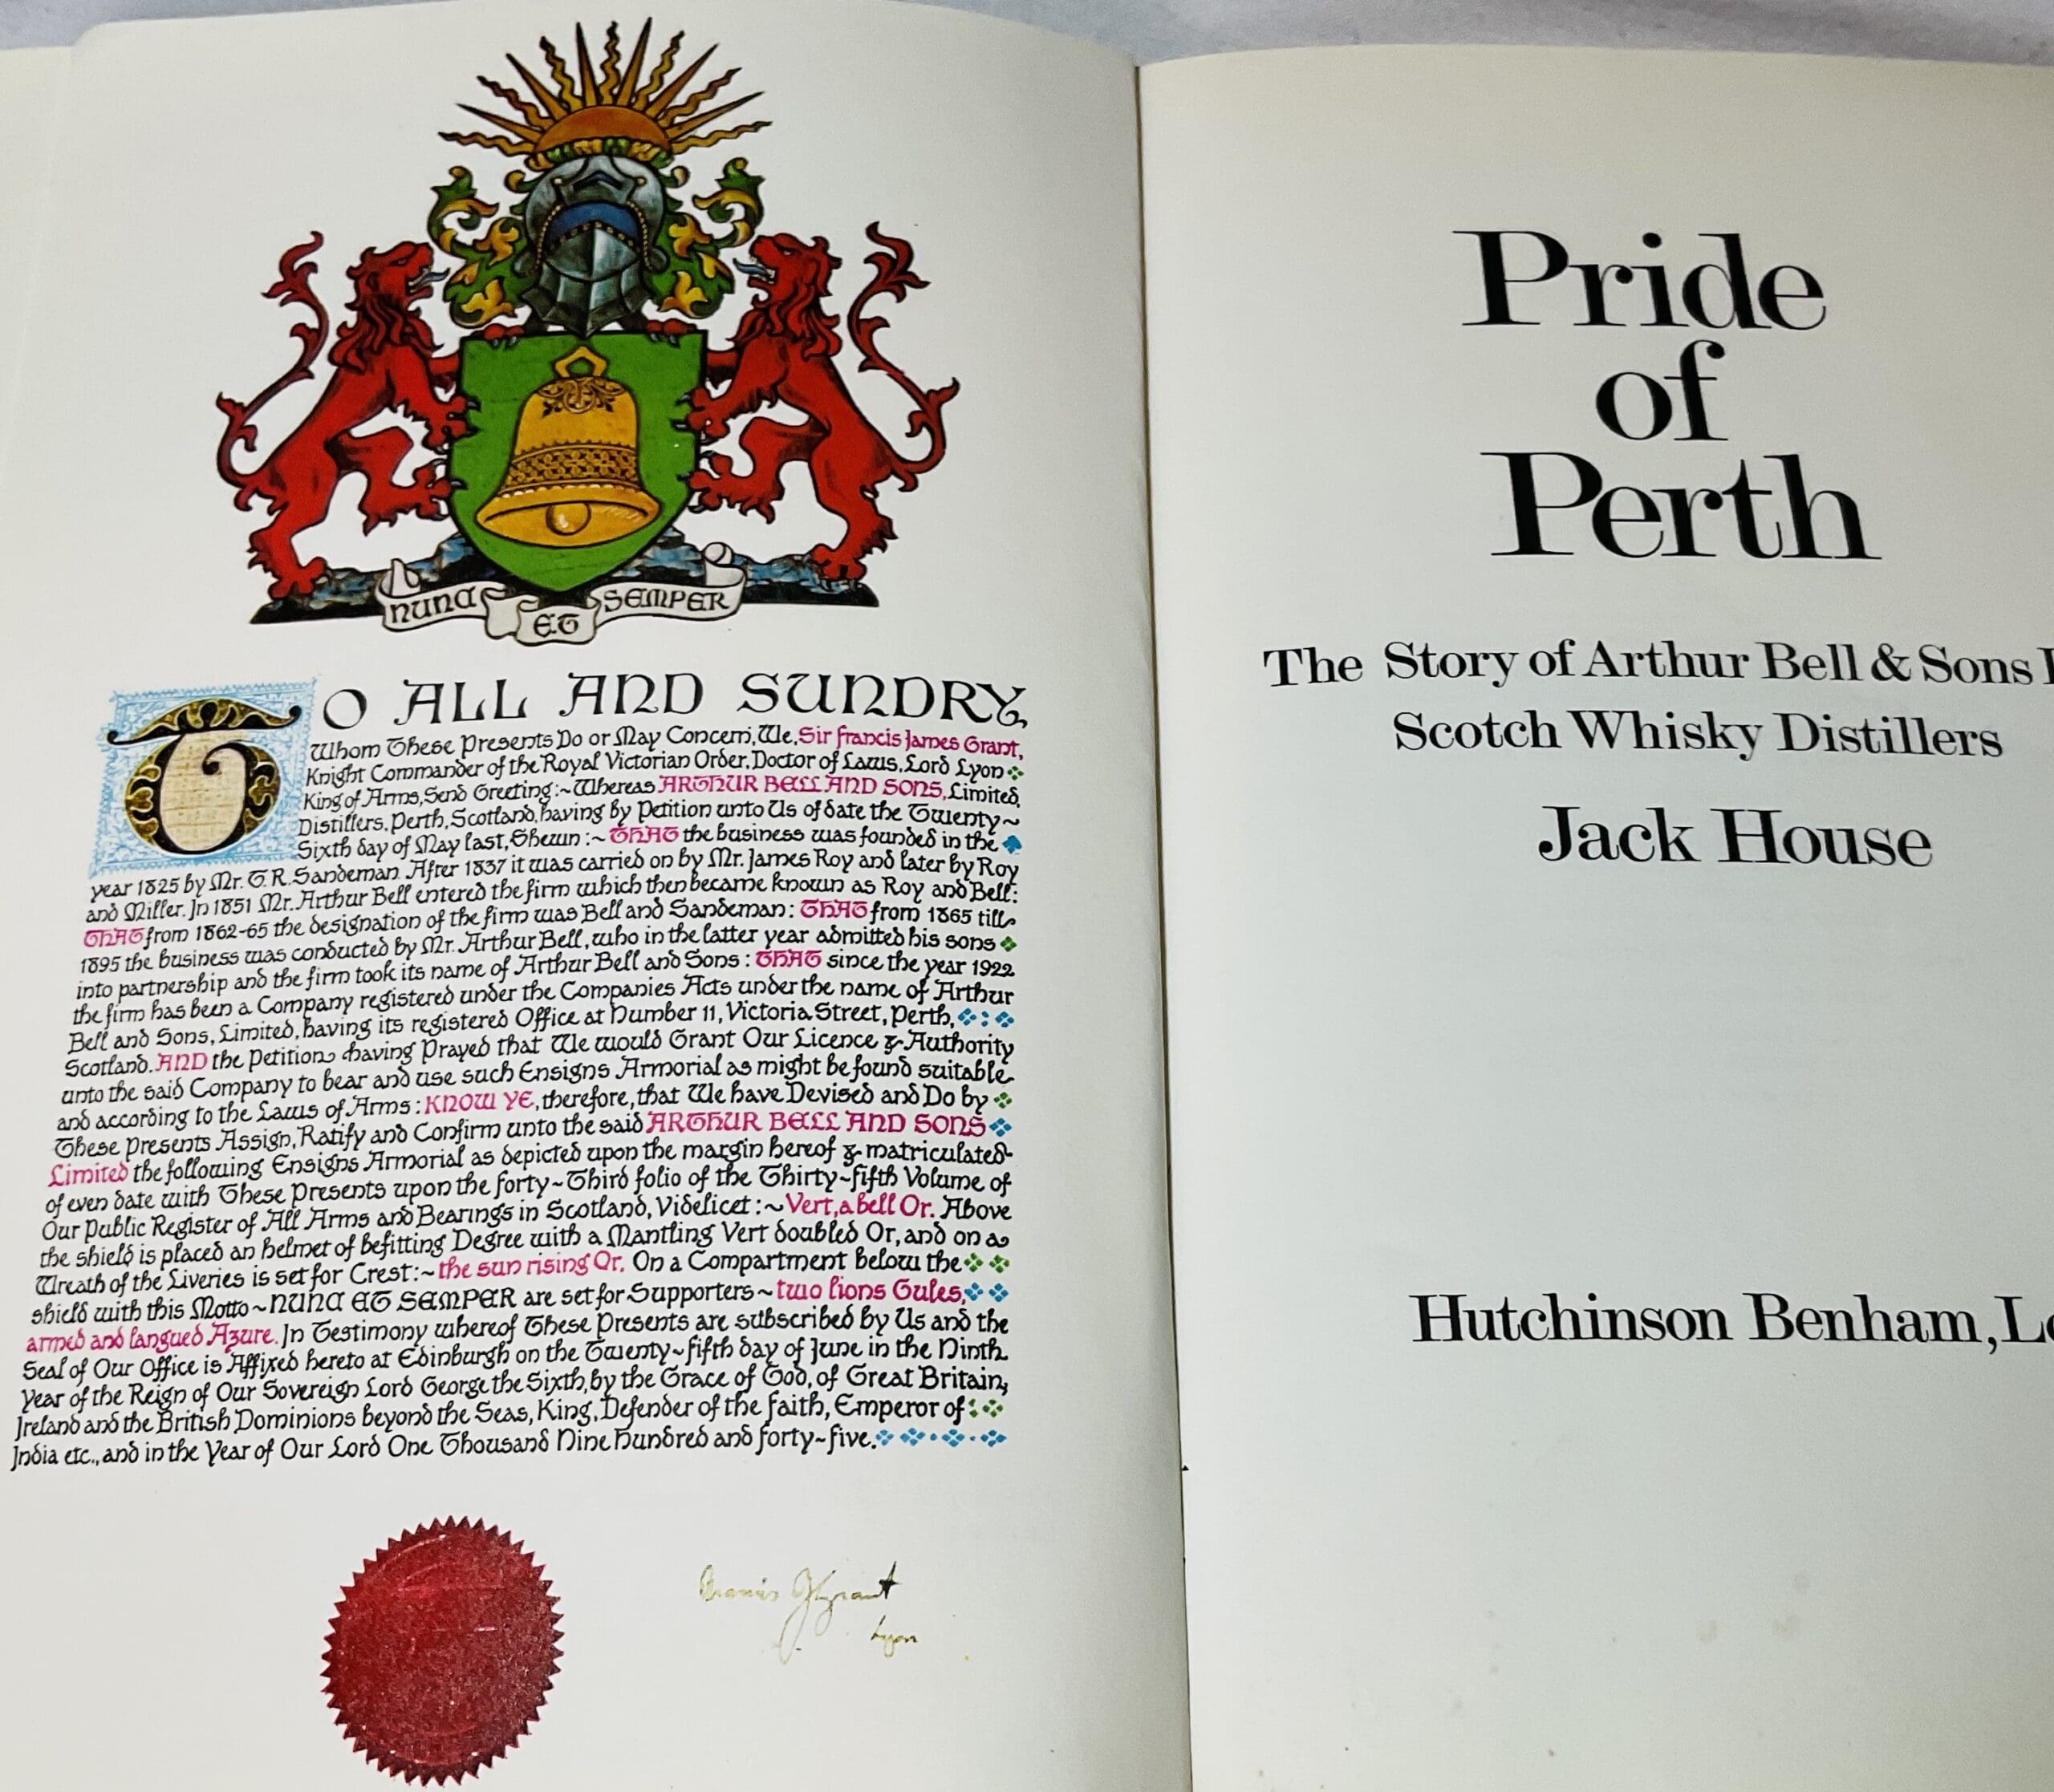 NUNC ET SEMPER
TO ALL AND SUNDRY,
Whom These Presents Do or May Concern, We, Sir Francis James Grant,
Knight Commander of the Royal Victorian Order, Doctor of Laws, Lord Lyon
King of Arms, Send Greeting:~ Whereas ARTHUR BELL AND SONS, Limited,
Distillers, Perth, Scotland, having by Petition unto Us of date the Twenty~
Sixth day of May last, Shewn:~ THAT the business was founded in the
year 1825 by Mr. T. R. Sandeman. After 1837 it was carried on by Mr. James Roy and later by Roy
and Miller. In 1851 Mr. Arthur Bell entered the firm which then became known as Roy and Bell:
THAT from 1862-65 the designation of the firm was Bell and Sandeman: THAT from 1865 till
1895 the business was conducted by Mr. Arthur Bell, who in the latter year admitted his sons
into partnership and the firm took its name of Arthur Bell and Sons: THAT since the year 1922
the firm has been a Company registered under the Companies Acts under the name of Arthur
Bell and Sons, Limited, having its registered Office at Number 11, Victoria Street, Perth,
Scotland. AND the Petition having Prayed that We would Grant Our Licence & Authority
unto the said Company to bear and use such Ensigns Armorial as might be found suitable
and according to the Laws of Arms: KNOW YE, therefore, that We have Devised and Do by
These Presents Assign, Ratify and Confirm unto the said ARTHUR BELL AND SONS
Limited the following Ensigns Armorial as depicted upon the margin hereof & matriculated
of even date with These Presents upon the Forty~Third folio of the Thirty~fifth Volume of
Our Public Register of All Arms and Bearings in Scotland, Videlicet:~ Vert, a bell Or. Above
the shield is placed an helmet of befitting Degree with a Mantling Vert doubled Or, and on a
Wreath of the Liveries is set for Crest:~ the sun rising Or. On a Compartment below the
shield with this Motto~ NUNC ET SEMPER are set for Supporters~ two lions Gules,
armed and langued Azure. In Testimony whereof These Presents are subscribed by Us and the
Seal of Our Office is Affixed hereto at Edinburgh on the Twenty~fifth day of June in the Ninth
Year of the Reign of Our Sovereign Lord George the Sixth, by the Grace of God, of Great Britain,
Ireland and the British Dominions beyond the Seas, King, Defender of the Faith, Emperor of
India etc., and in the Year of Our Lord One Thousand Nine Hundred and Forty~five.
Francis J Grant
Lyon
Pride
of
Perth
The Story of Arthur Bell & Sons
Scotch Whisky Distillers
Jack House
Hutchinson Benham,